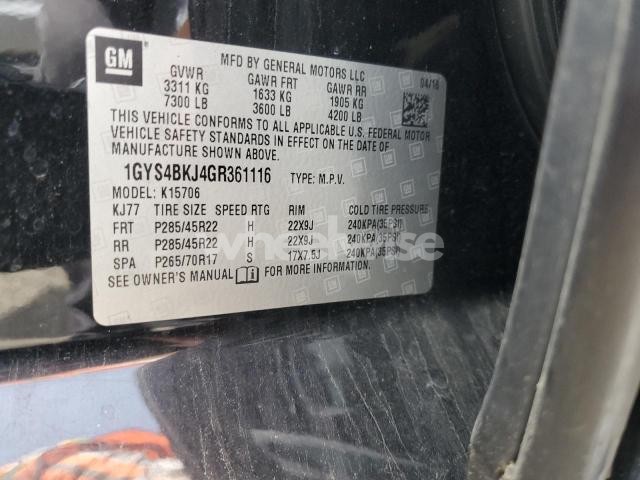 GM
MFD BY GENERAL MOTORS LLC
GVWR GAWR FRT GAWR RR 04/16
3311 KG 1633 KG 1905 KG
7300 LB 3600 LB 4200 LB
THIS VEHICLE CONFORMS TO ALL APPLICABLE U.S. FEDERAL MOTOR
VEHICLE SAFETY STANDARDS IN EFFECT ON THE DATE OF
MANUFACTURE SHOWN ABOVE.
1GYS4BKJ4GR361116 TYPE: M.P.V.
MODEL: K15706
KJ77 TIRE SIZE SPEED RTG RIM COLD TIRE PRESSURE
FRT P285/45R22 H 22X9J 240KPA(35PSI)
RR P285/45R22 H 22X9J 240KPA(35PSI)
SPA P265/70R17 S 17X7.5J 240KPA(35PSI)
SEE OWNER'S MANUAL FOR MORE INFORMATION.